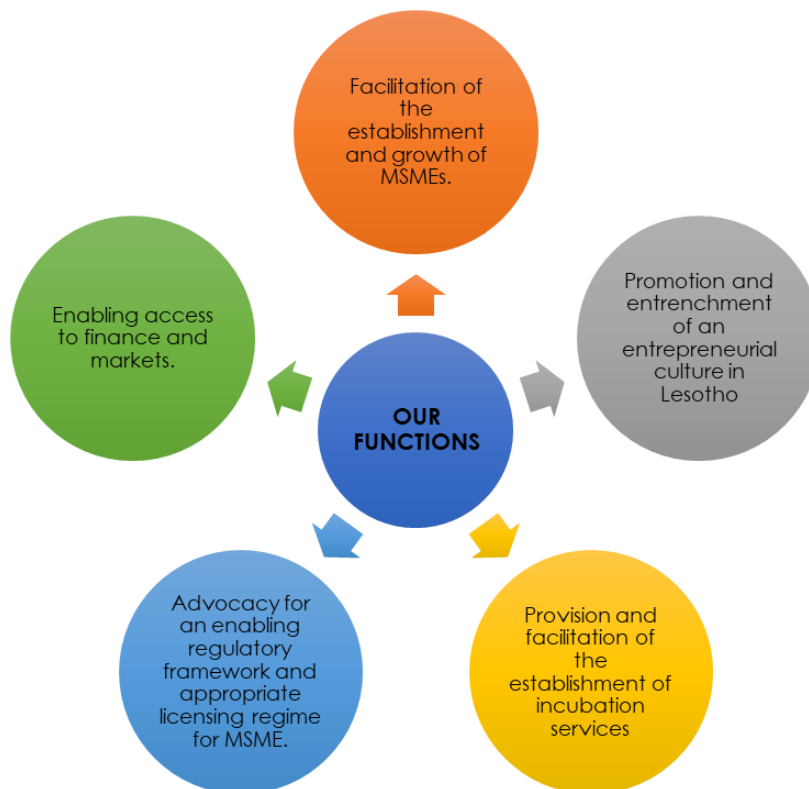 Facilitation of
the
establishment
and growth of
MSMEs.
Enabling access
to finance and
markets.
Promotion and
entrenchment
of an
entrepreneurial
culture in
Lesotho
OUR
FUNCTIONS
Advocacy for
an enabling
regulatory
framework and
appropriate
licensing regime
for MSME.
Provision and
facilitation of
the
establishment of
incubation
services